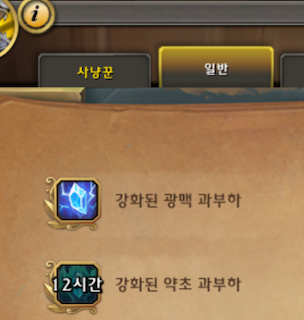 사냥꾼
일반
강화된 광맥 과부하
12시간
강화된 약초 과부하